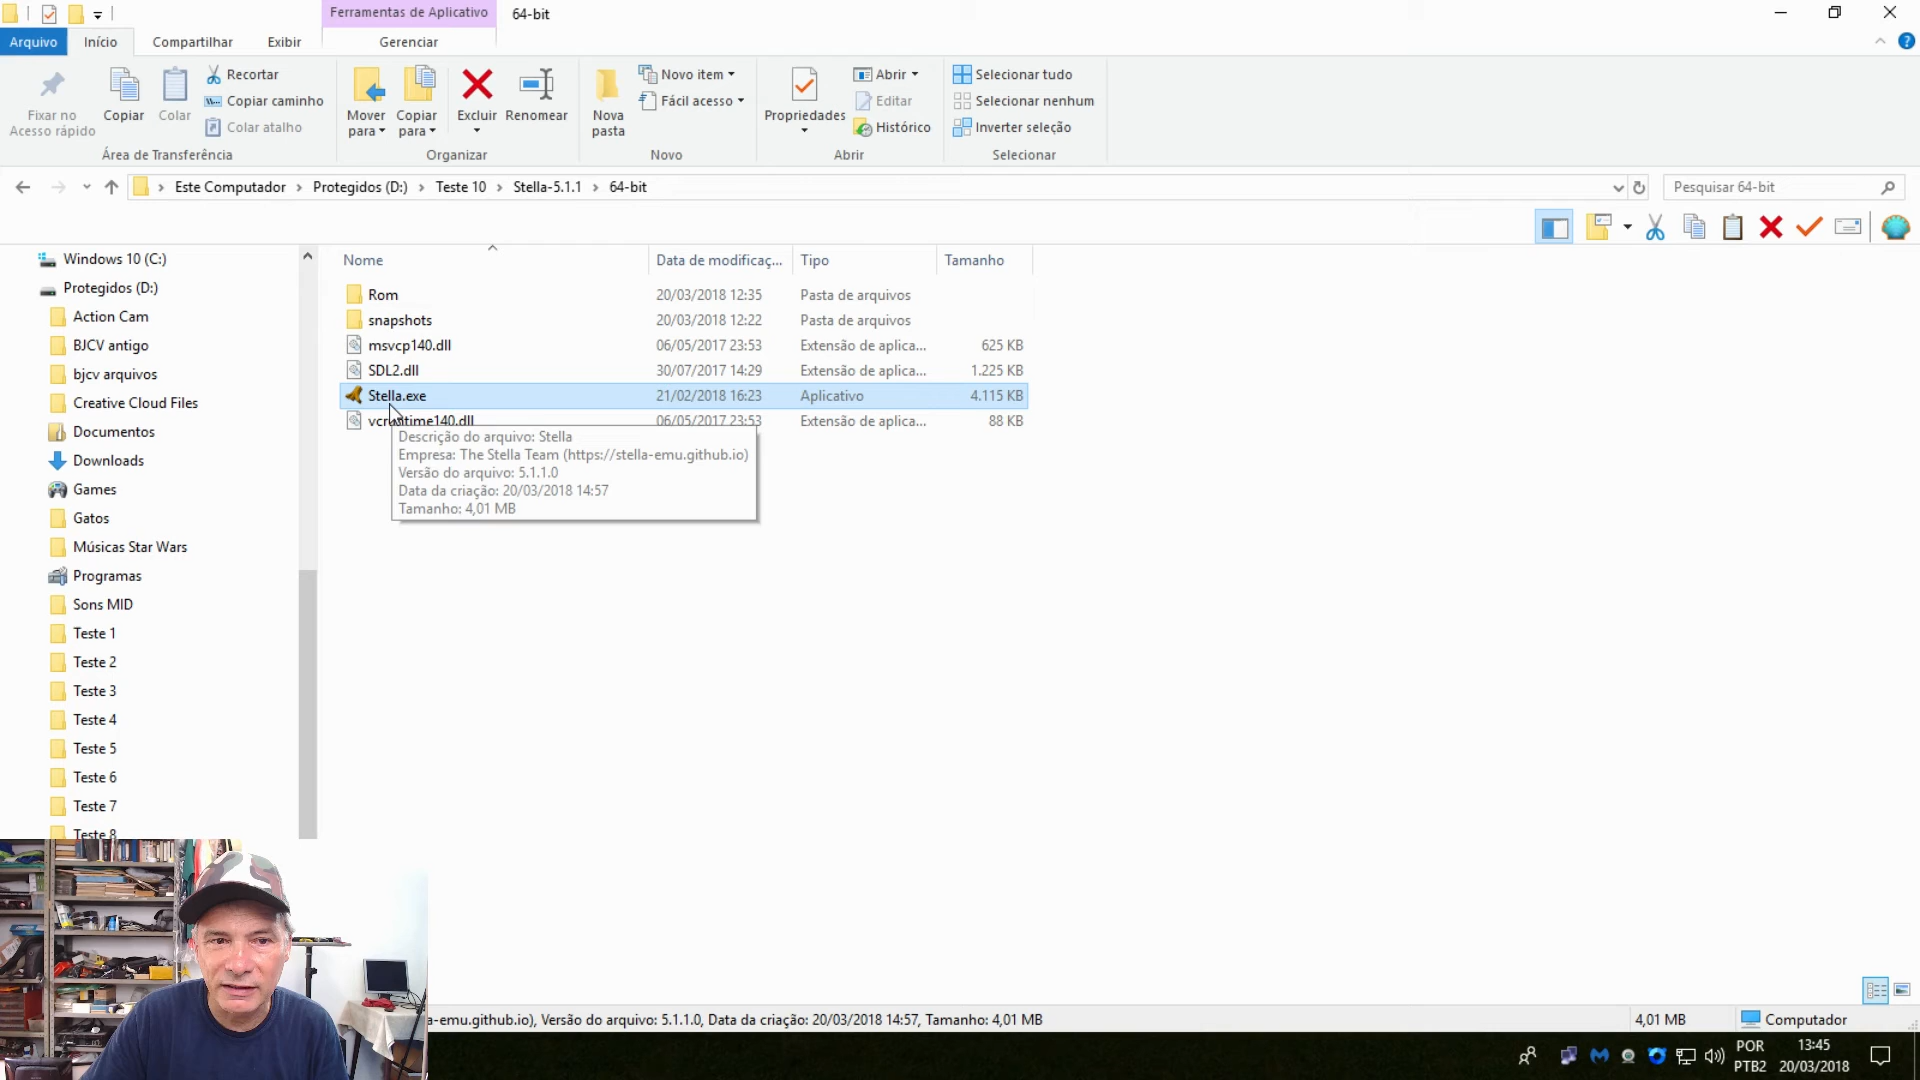 Ferramentas de Aplicativo
64-bit
Arquivo
Início
Compartilhar
Exibir
Gerenciar
Fixar no
Acesso rápido
Copiar
Colar
Recortar
Copiar caminho
Colar atalho
Área de Transferência
Mover
para
Copiar
para
Excluir
Renomear
Organizar
Nova
pasta
Novo item
Fácil acesso
Novo
Propriedades
Abrir
Editar
Histórico
Abrir
Selecionar tudo
Selecionar nenhum
Inverter seleção
Selecionar
Este Computador > Protegidos (D:) > Teste 10 > Stella-5.1.1 > 64-bit
Pesquisar 64-bit
Windows 10 (C:)
Protegidos (D:)
Action Cam
BJCV antigo
bjcv arquivos
Creative Cloud Files
Documentos
Downloads
Games
Gatos
Músicas Star Wars
Programas
Sons MID
Teste 1
Teste 2
Teste 3
Teste 4
Teste 5
Teste 6
Teste 7
Teste 8
Nome Data de modificaç... Tipo Tamanho
Rom 20/03/2018 12:35 Pasta de arquivos
snapshots 20/03/2018 12:22 Pasta de arquivos
msvcp140.dll 06/05/2017 23:53 Extensão de aplica... 625 KB
SDL2.dll 30/07/2017 14:29 Extensão de aplica... 1.225 KB
Stella.exe 21/02/2018 16:23 Aplicativo 4.115 KB
vcruntime140.dll 06/05/2017 23:53 Extensão de aplica... 88 KB
Descrição do arquivo: Stella
Empresa: The Stella Team (https://stella-emu.github.io)
Versão do arquivo: 5.1.1.0
Data da criação: 20/03/2018 14:57
Tamanho: 4,01 MB
a-emu.github.io), Versão do arquivo: 5.1.1.0, Data da criação: 20/03/2018 14:57, Tamanho: 4,01 MB
4,01 MB
Computador
POR
PTB2
13:45
20/03/2018